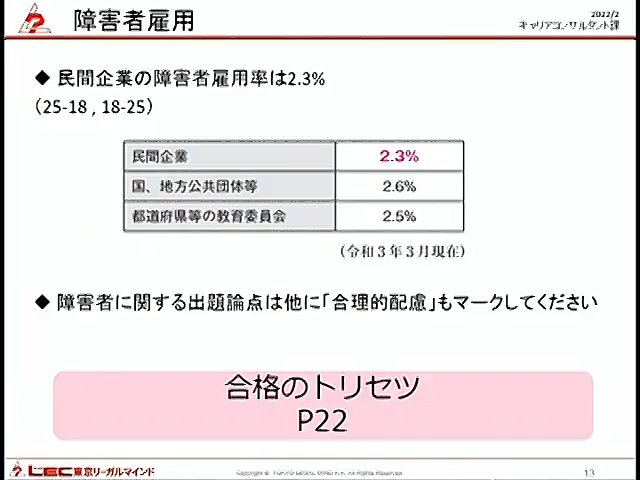 障害者雇用
2022/2
キャリアコンサルタント課
◆ 民間企業の障害者雇用率は2.3%
（25-18 , 18-25）
民間企業 2.3%
国、地方公共団体等 2.6%
都道府県等の教育委員会 2.5%
（令和３年３月現在）
◆ 障害者に関する出題論点は他に「合理的配慮」もマークしてください
合格のトリセツ
P22
LEC東京リーガルマインド
13